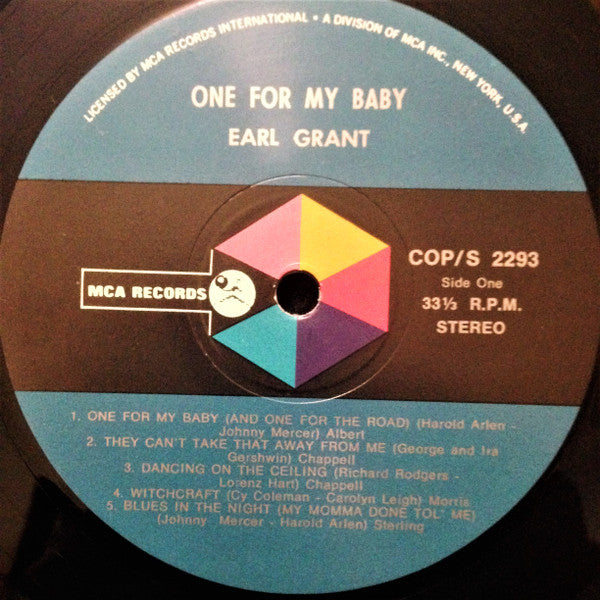 LICENSED BY MCA RECORDS INTERNATIONAL • A DIVISION OF MCA INC., NEW YORK, U.S.A.
ONE FOR MY BABY
EARL GRANT
MCA RECORDS
COP/S 2293
Side One
33⅓ R.P.M.
STEREO
1. ONE FOR MY BABY (AND ONE FOR THE ROAD) (Harold Arlen -
Johnny Mercer) Albert
2. THEY CAN'T TAKE THAT AWAY FROM ME (George and Ira
Gershwin) Chappell
3. DANCING ON THE CEILING (Richard Rodgers -
Lorenz Hart) Chappell
4. WITCHCRAFT (Cy Coleman - Carolyn Leigh) Morris
5. BLUES IN THE NIGHT (MY MOMMA DONE TOL' ME)
(Johnny Mercer - Harold Arlen) Sterling